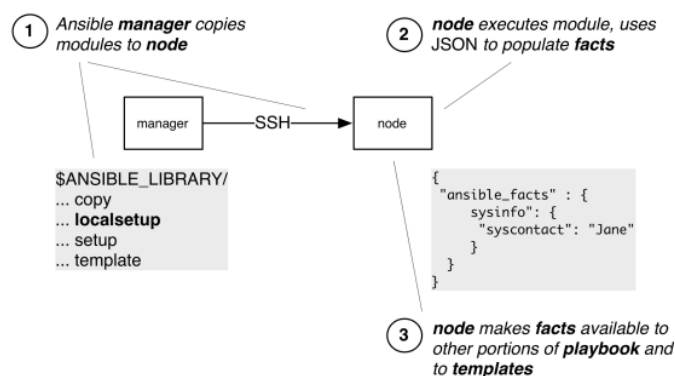 1
Ansible manager copies
modules to node
2
node executes module, uses
JSON to populate facts
manager
SSH
node
$ANSIBLE_LIBRARY/
... copy
... localsetup
... setup
... template
{
"ansible_facts" : {
sysinfo": {
"syscontact": "Jane"
}
}
}
3
node makes facts available to
other portions of playbook and
to templates